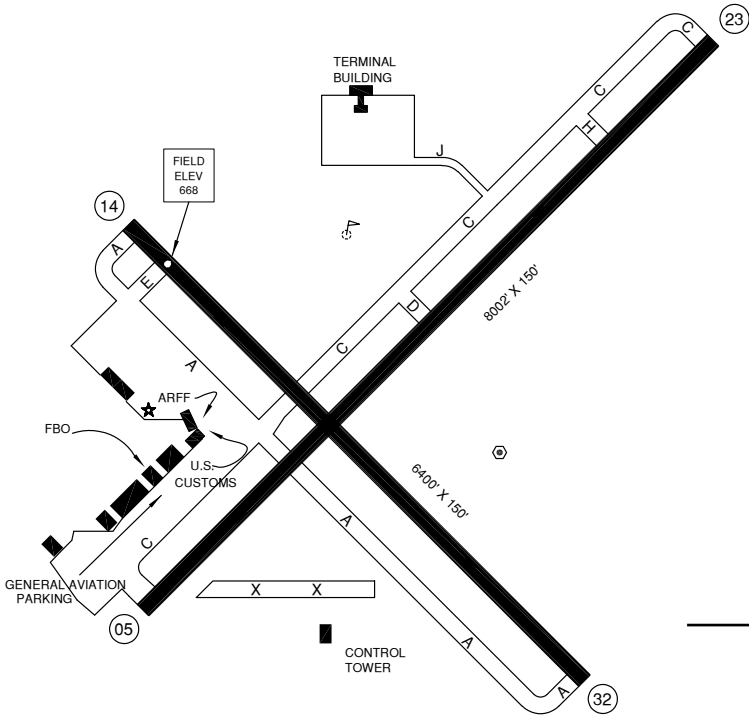 23
C
TERMINAL
BUILDING
C
H
J
FIELD
ELEV
668
14
A
C
E
8002' X 150'
D
C
A
ARFF
FBO
U.S.
CUSTOMS
6400' X 150'
A
C
GENERAL AVIATION
PARKING
X X
05
CONTROL
TOWER
A
A
32